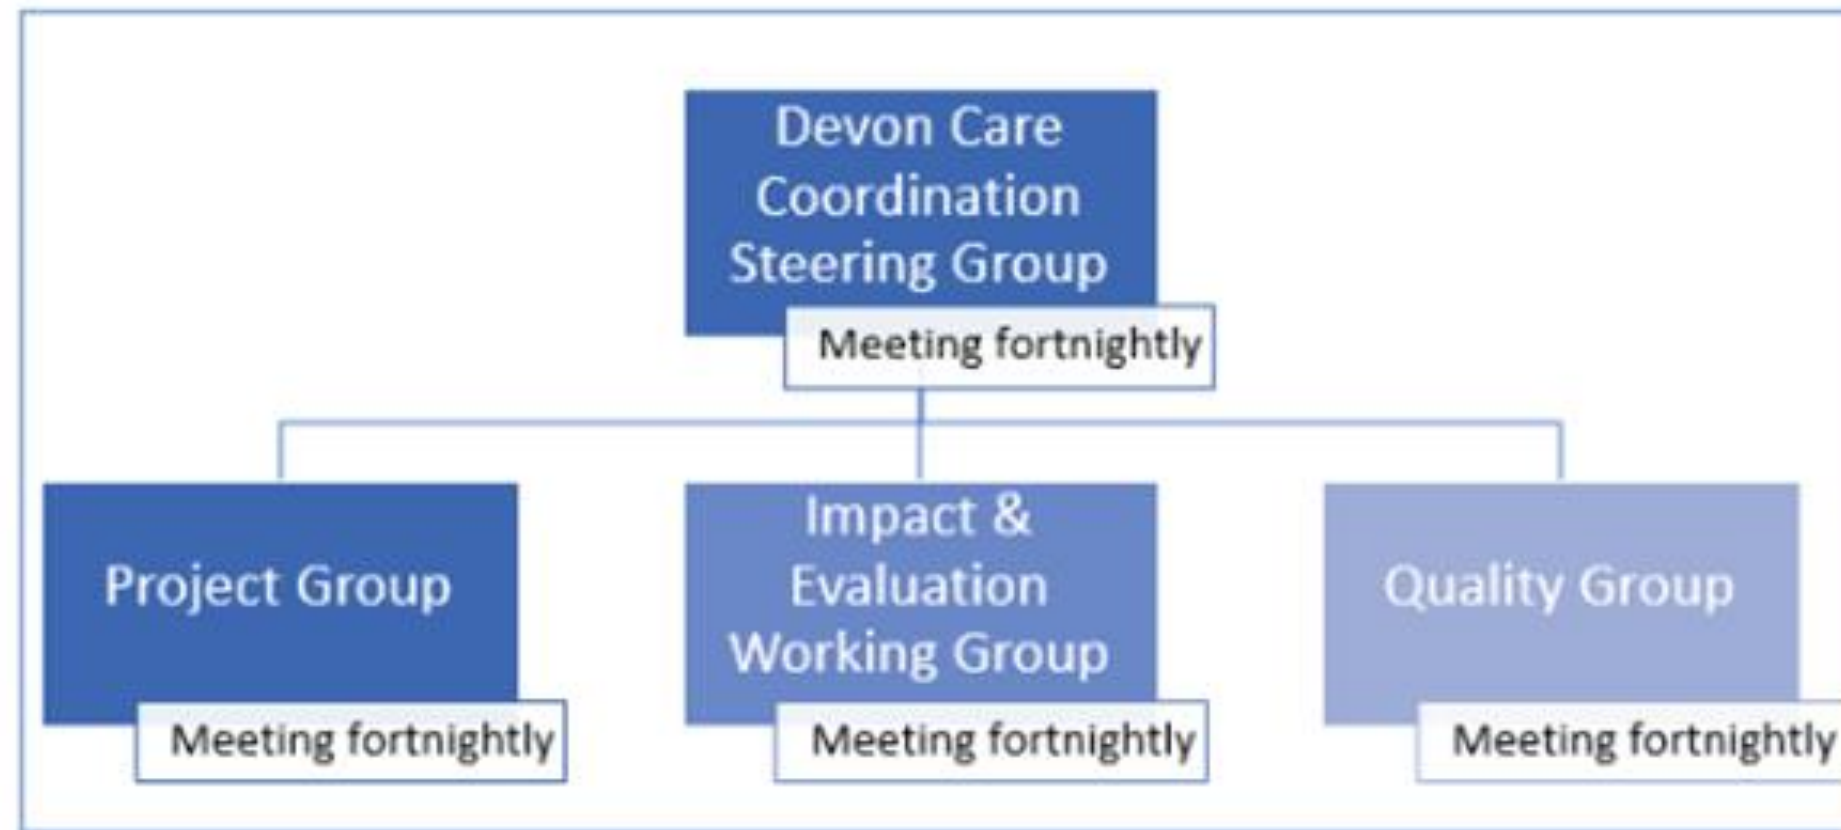 Devon Care
Coordination
Steering Group
Meeting fortnightly
Project Group
Meeting fortnightly
Impact &
Evaluation
Working Group
Meeting fortnightly
Quality Group
Meeting fortnightly